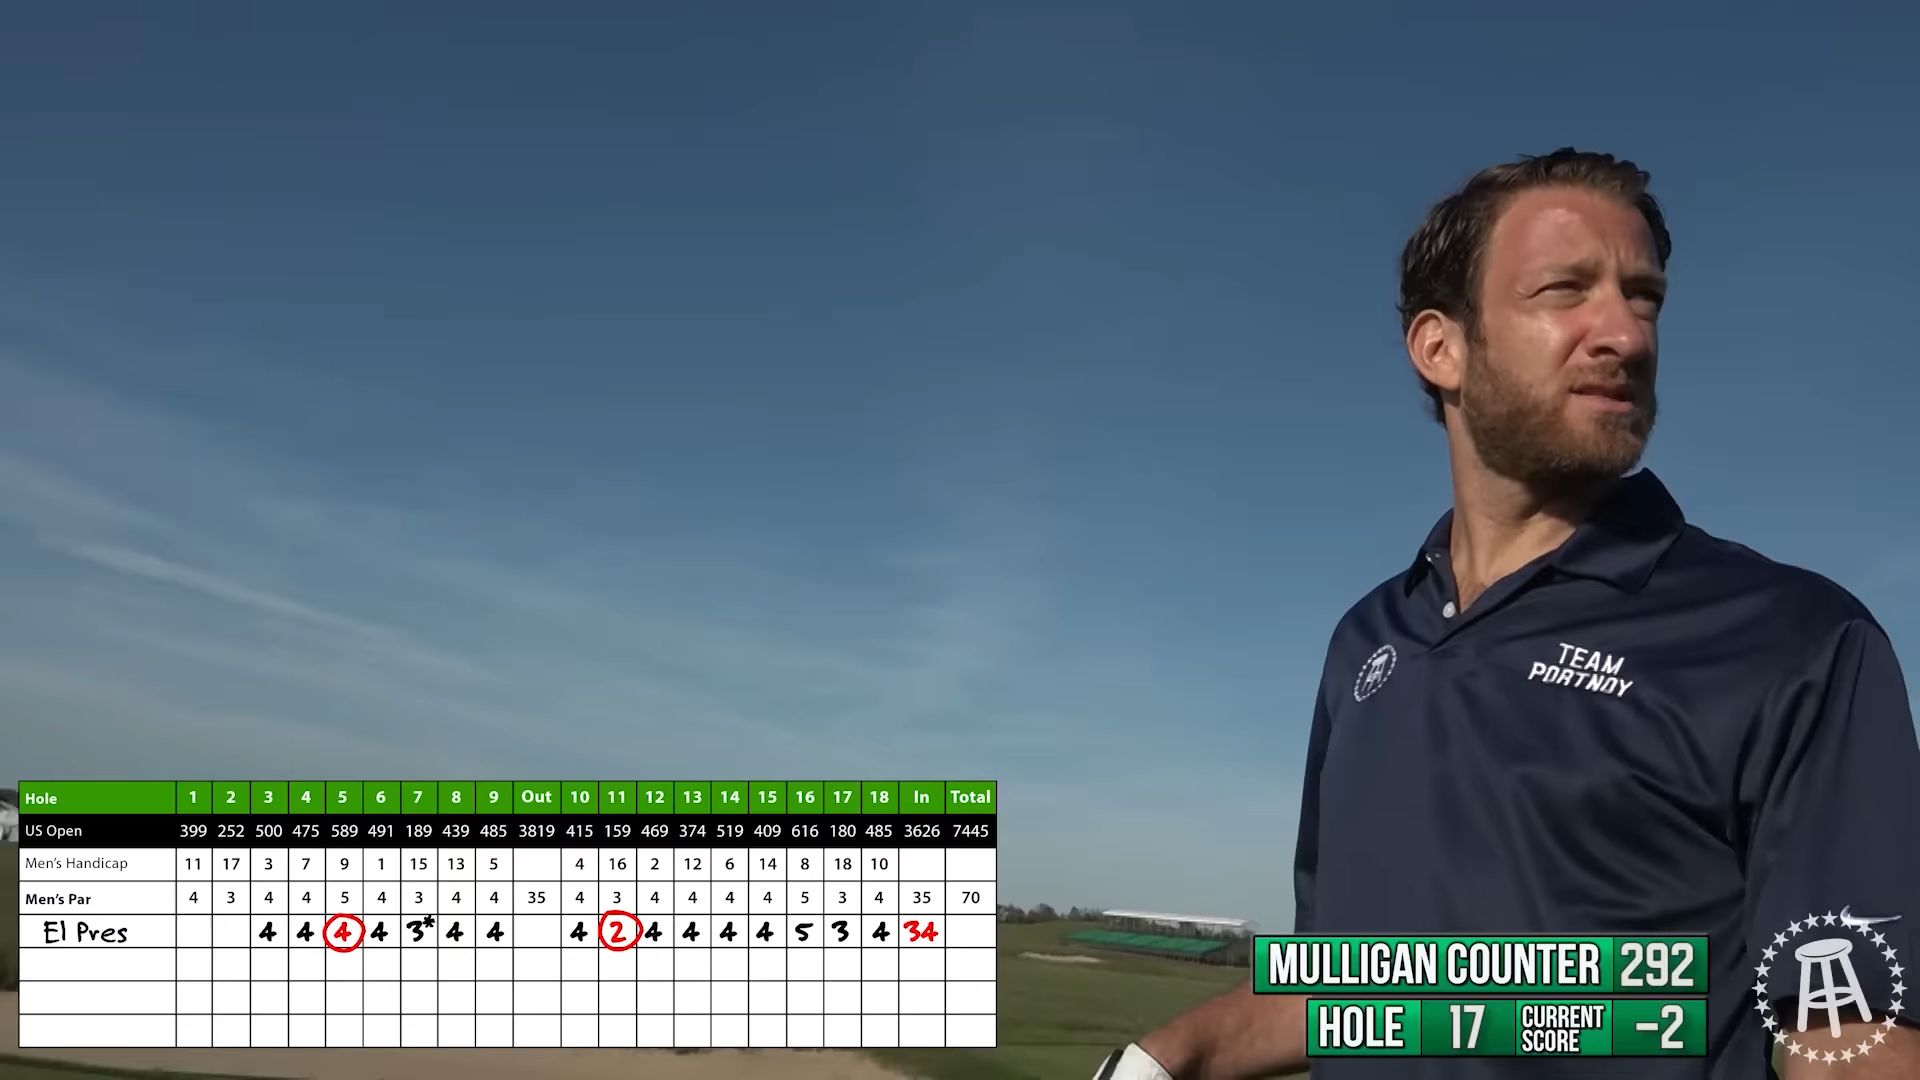 TEAM
PORTNOY
Hole 1 2 3 4 5 6 7 8 9 Out 10 11 12 13 14 15 16 17 18 In Total
US Open 399 252 500 475 589 491 189 439 485 3819 415 159 469 374 519 409 616 180 485 3626 7445
Men's Handicap 11 17 3 7 9 1 15 13 5 4 16 2 12 6 14 8 18 10
Men's Par 4 3 4 4 5 4 3 4 4 35 4 3 4 4 4 4 5 3 4 35 70
El Pres 4 4 4 4 3* 4 4 4 2 4 4 4 4 5 3 4 34
MULLIGAN COUNTER 292
HOLE 17 CURRENT SCORE -2